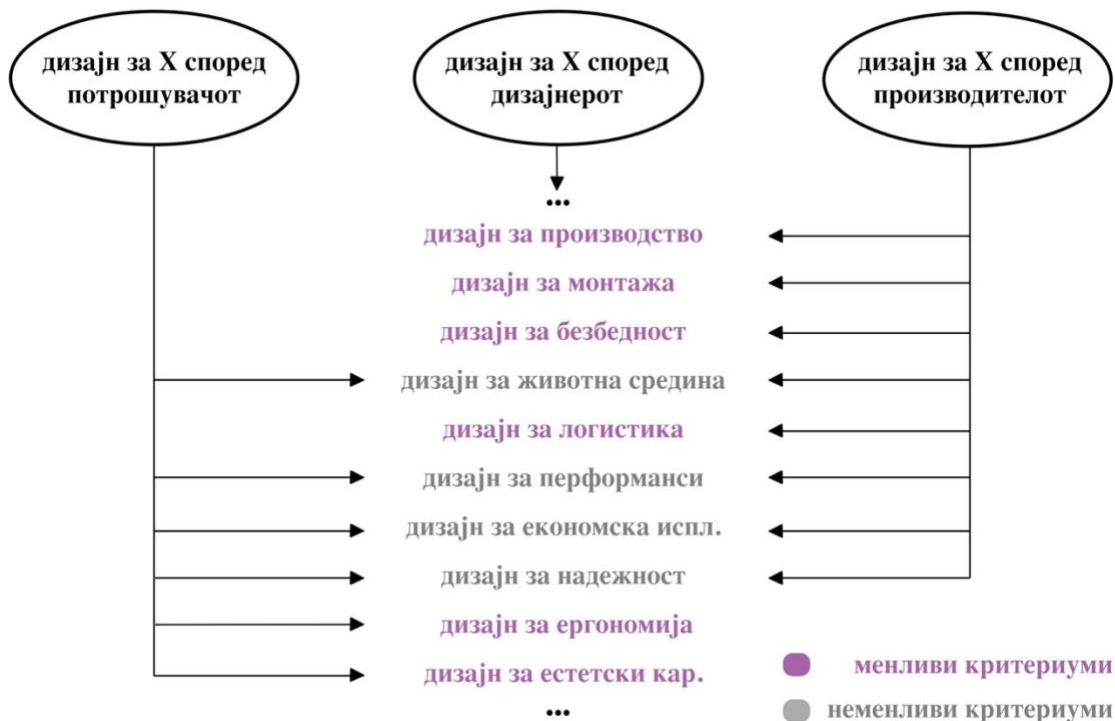 дизајн за X според
потрошувачот
дизајн за X според
дизајнерот
дизајн за X според
производителот
...
дизајн за производство
дизајн за монтажа
дизајн за безбедност
дизајн за животна средина
дизајн за логистика
дизајн за перформанси
дизајн за економска испл.
дизајн за надежност
дизајн за ергономија
дизајн за естетски кар.
...
менливи критериуми
неменливи критериуми